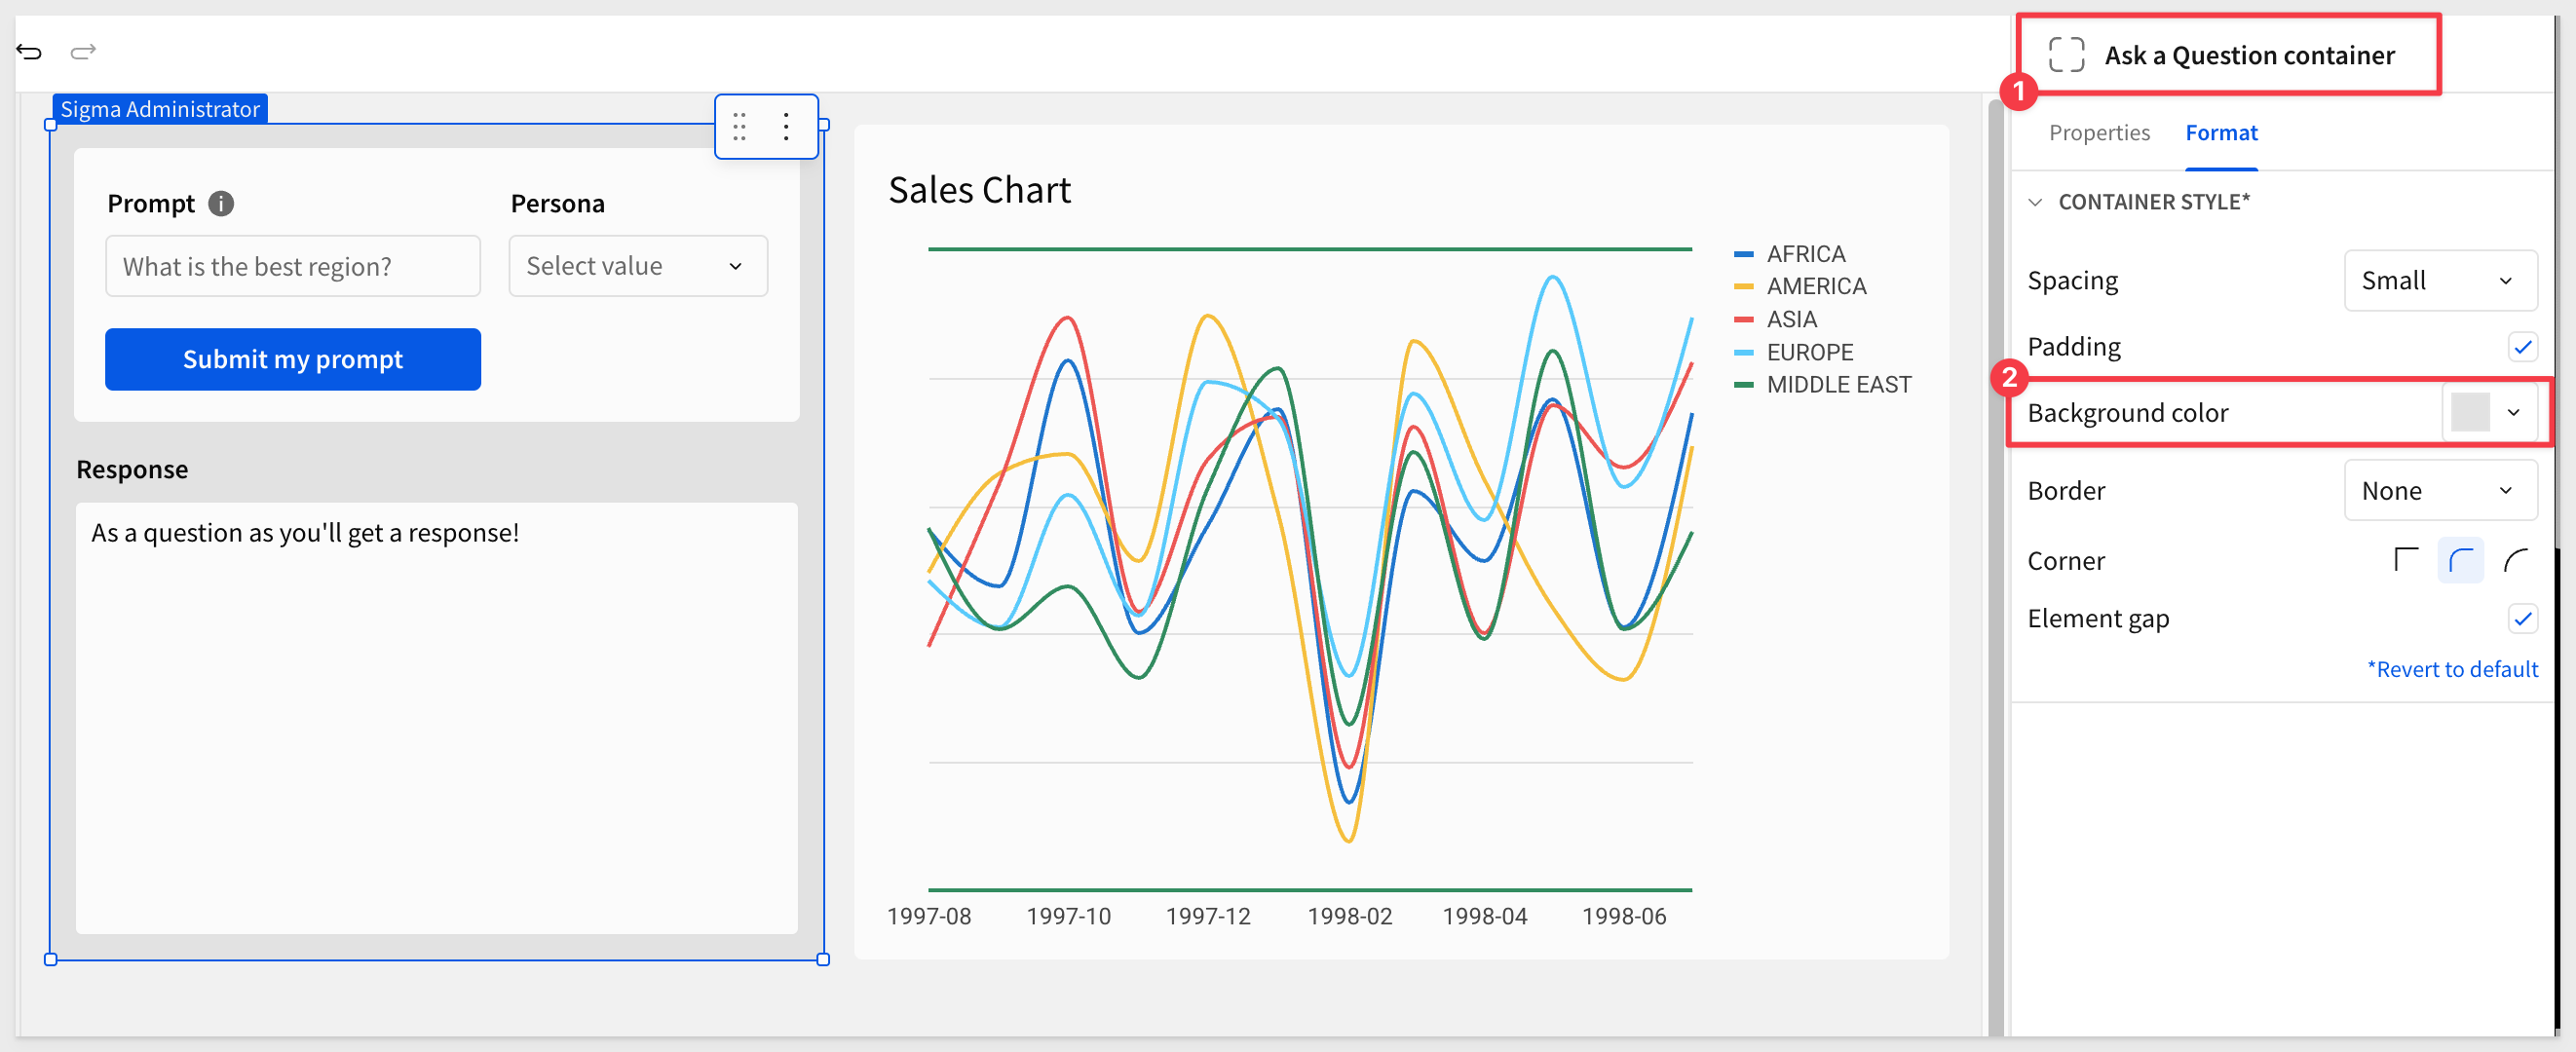 Sigma Administrator
Prompt i
Persona
What is the best region?
Select value
Submit my prompt
Response
As a question as you'll get a response!
Sales Chart
AFRICA
AMERICA
ASIA
EUROPE
MIDDLE EAST
1997-08 1997-10 1997-12 1998-02 1998-04 1998-06
Ask a Question container
1
Properties Format
CONTAINER STYLE*
Spacing Small
Padding
2
Background color
Border None
Corner
Element gap
*Revert to default